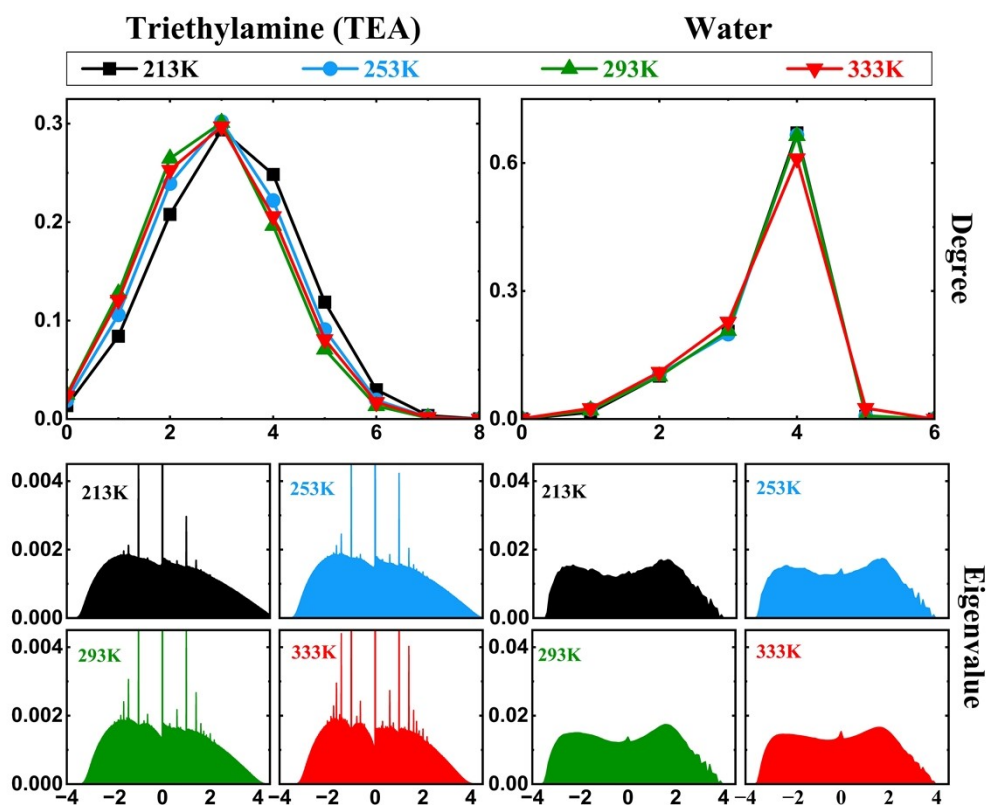 Triethylamine (TEA) Water
213K 253K 293K 333K
0.3
0.2
0.1
0.0
0 2 4 6 8
0.6
0.3
0.0
0 2 4 6
Degree
0.004
0.002
0.000
213K
253K
0.04
0.02
0.00
213K
253K
Eigenvalue
0.004
0.002
0.000
293K
333K
0.04
0.02
0.00
293K
333K
−4 −2 0 2 4
−4 −2 0 2 4
−4 −2 0 2 4
−4 −2 0 2 4